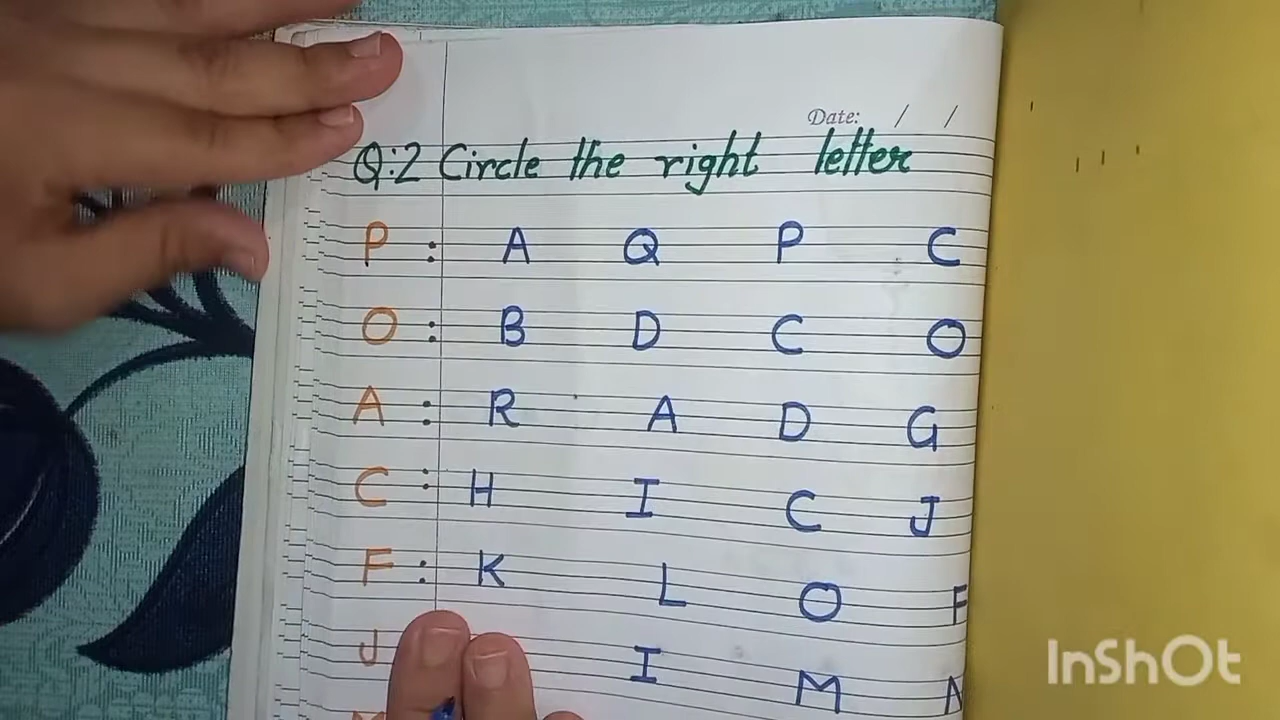 Date: / /
Q:2 Circle the right letter
P : A Q P C
O : B D C O
A : R A D G
C : H I C J
F : K L O F
J I M
InShOt